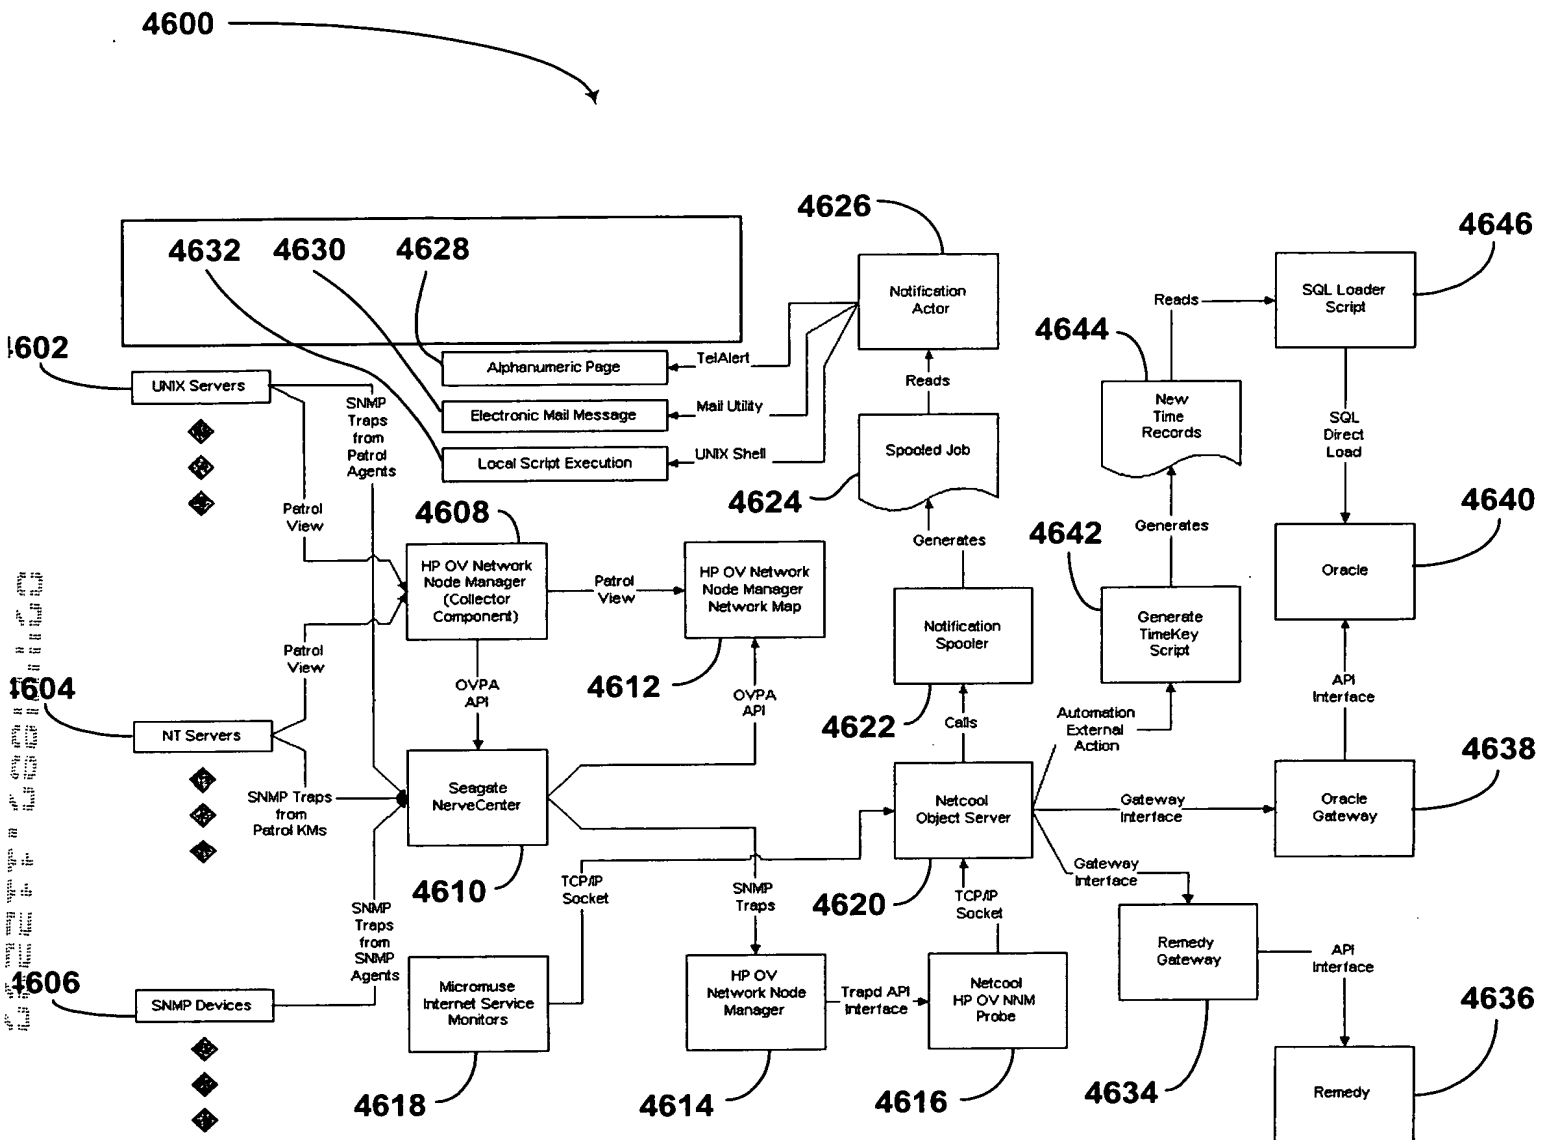 4600
4626
4646
4632
4630
4628
Notification
Actor
SQL Loader
Script
Reads
4644
4602
UNIX Servers
Alphanumeric Page
TelAlert
Electronic Mail Message
Mail Utility
Local Script Execution
UNIX Shell
SNMP
Traps
from
Patrol
Agents
Reads
Spooled Job
4624
New
Time
Records
SQL
Direct
Load
Patrol
View
4608
4640
4642
Generates
Generates
HP OV Network
Node Manager
(Collector
Component)
Patrol
View
HP OV Network
Node Manager
Network Map
Oracle
Notification
Spooler
Generate
TimeKey
Script
Patrol
View
4604
4612
OVPA
API
OVPA
API
4622
Calls
Automation
External
Action
API
Interface
NT Servers
4638
Seagate
NerveCenter
SNMP Traps
from
Patrol KMs
Netcool
Object Server
Gateway
Interface
Oracle
Gateway
4610
TCP/IP
Socket
SNMP
Traps
4620
TCP/IP
Socket
Gateway
Interface
SNMP
Traps
from
SNMP
Agents
Remedy
Gateway
API
Interface
4606
SNMP Devices
Micromuse
Internet Service
Monitors
HP OV
Network Node
Manager
Trapd API
Interface
Netcool
HP OV NNM
Probe
4636
4618
4614
4616
4634
Remedy